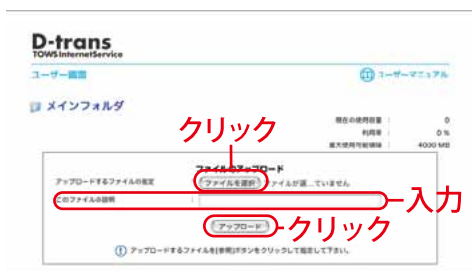 D-trans
TOWS InternetService
ユーザー画面
ユーザーマニュアル
メインフォルダ
現在の使用容量 : 0
利用率 : 0 %
最大使用可能領域 : 4000 MB
クリック
ファイルのアップロード
アップロードするファイルの指定 : ファイルを選択 ファイルが選...ていません
このファイルの説明 :
入力
アップロード
クリック
アップロードするファイルを[参照]ボタンをクリックして指定して下さい。